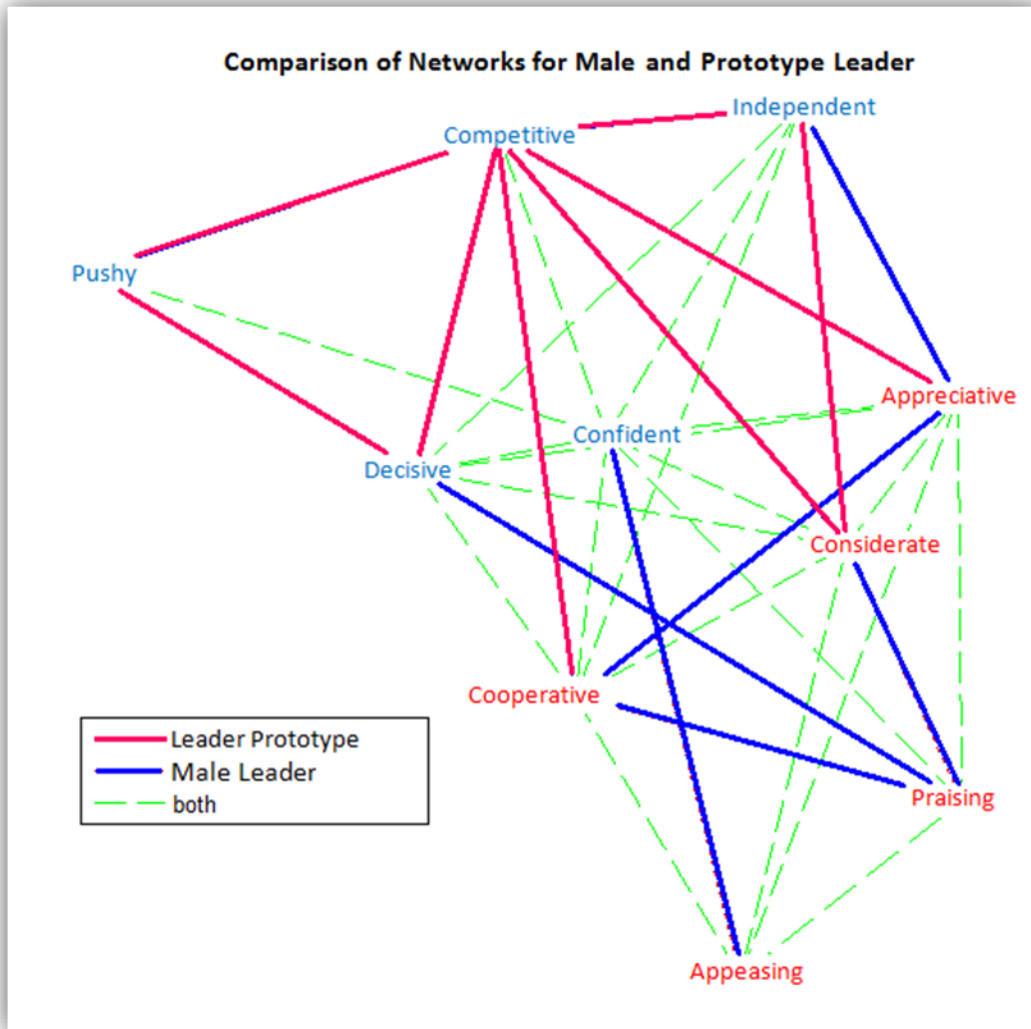 Comparison of Networks for Male and Prototype Leader
Independent
Competitive
Pushy
Appreciative
Confident
Decisive
Considerate
Cooperative
Leader Prototype
Male Leader
both
Praising
Appeasing